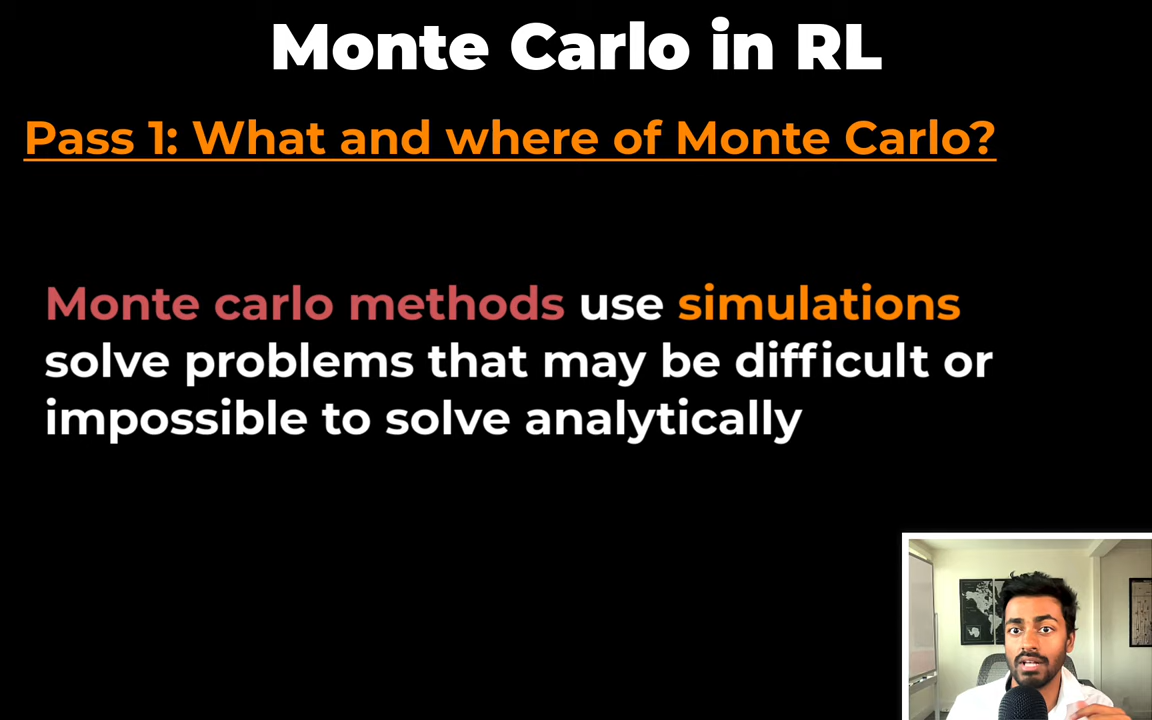 Monte Carlo in RL
Pass 1: What and where of Monte Carlo?
Monte carlo methods use simulations
solve problems that may be difficult or
impossible to solve analytically